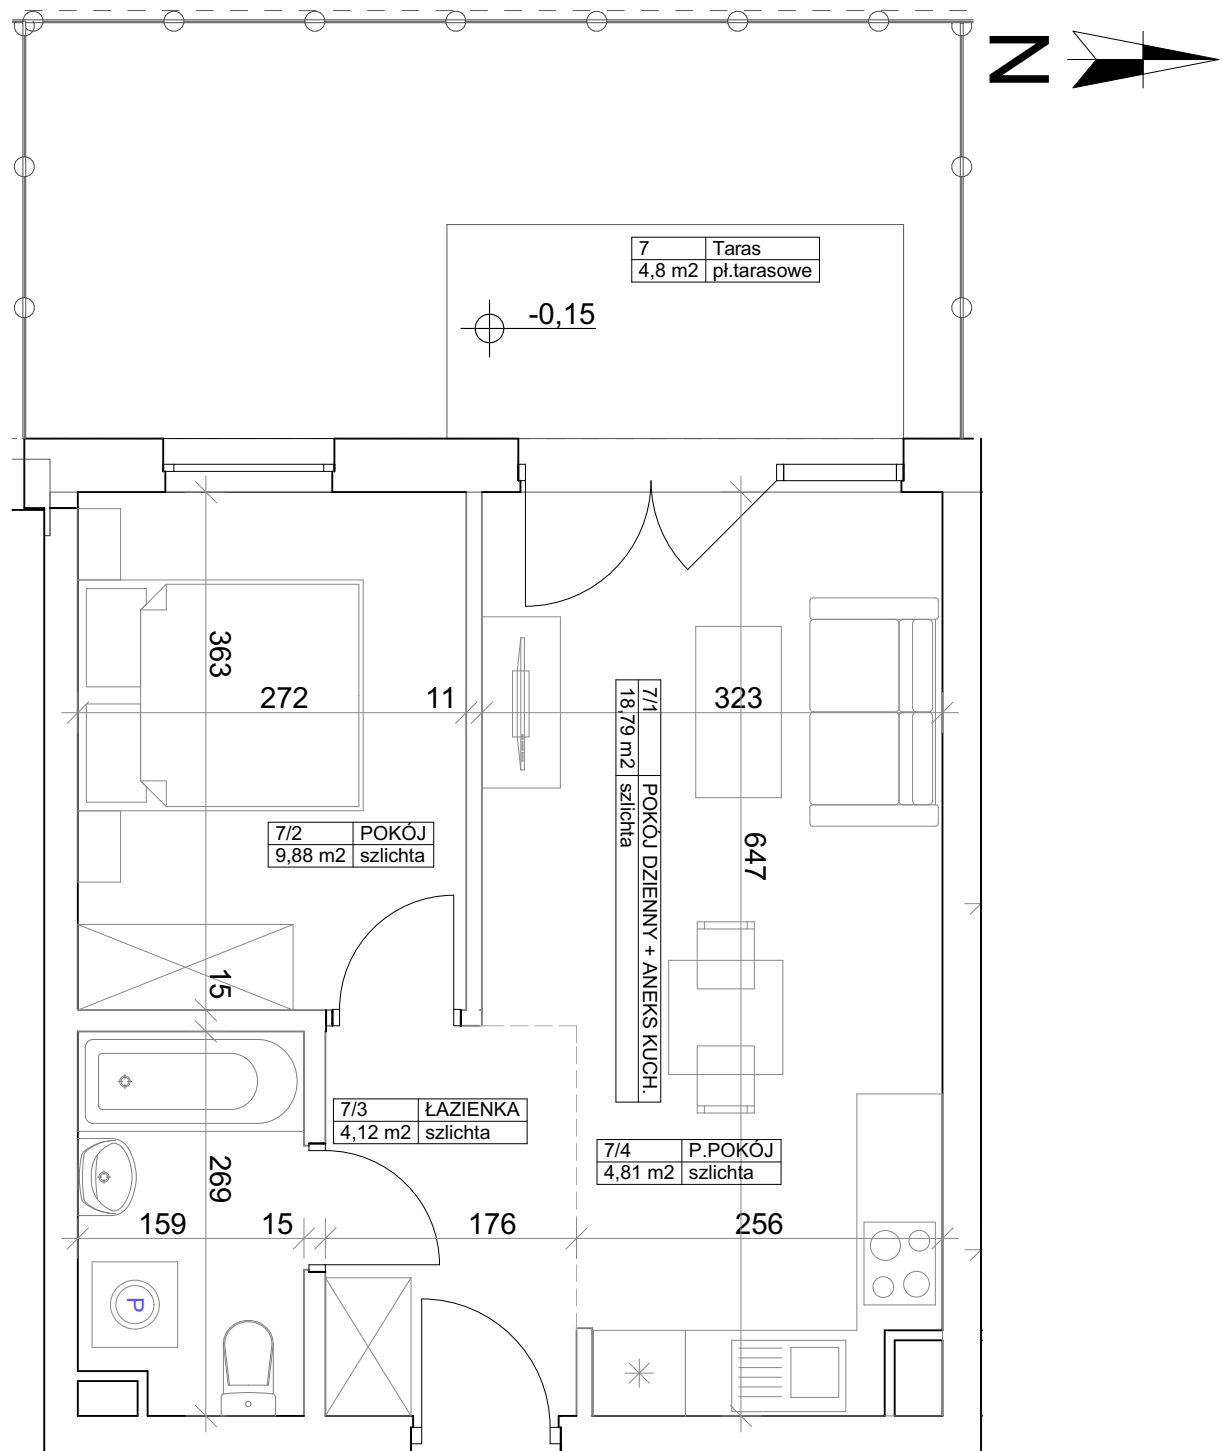 N
7 Taras
4,8 m2 pł.tarasowe
-0,15
363
272
11
323
7/1 POKÓJ DZIENNY + ANEKS KUCH.
18,79 m2 szlichta
647
7/2 POKÓJ
9,88 m2 szlichta
15
7/3 ŁAZIENKA
4,12 m2 szlichta
7/4 P.POKÓJ
4,81 m2 szlichta
269
159
15
176
256
P